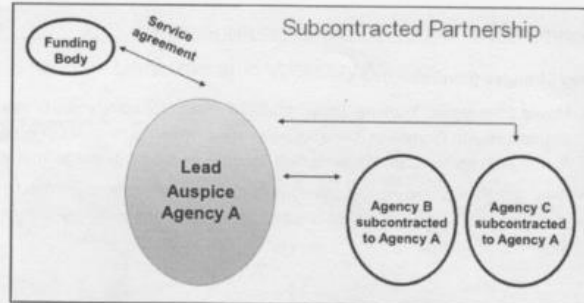 Subcontracted Partnership
Funding
Body
Service
agreement
Lead
Auspice
Agency A
Agency B
subcontracted
to Agency A
Agency C
subcontracted
to Agency A